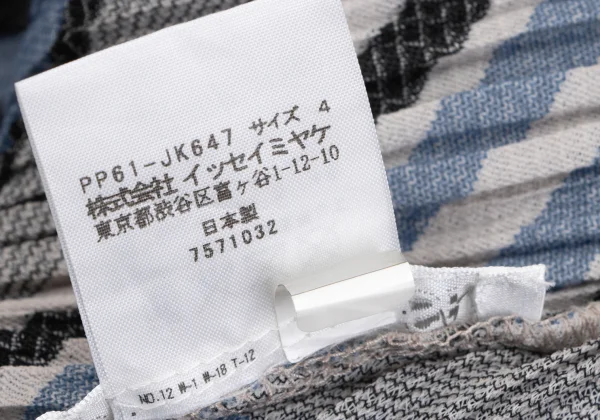 PP61-JK647 サイズ 4
株式会社 イッセイミヤケ
東京都渋谷区富ヶ谷1-12-10
日本製
7571032
NO.12 W-1 W-18 T-12